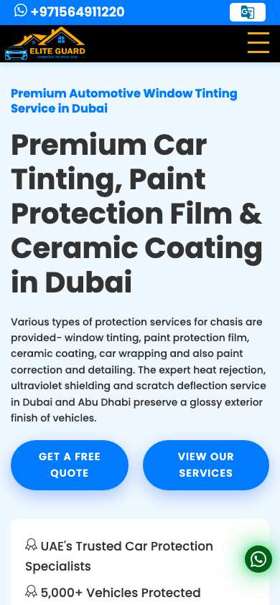 +971564911220
ELITE GUARD
Premium Automotive Window Tinting
Service in Dubai
Premium Car
Tinting, Paint
Protection Film &
Ceramic Coating
in Dubai
Various types of protection services for chasis are
provided- window tinting, paint protection film,
ceramic coating, car wrapping and also paint
correction and detailing. The expert heat rejection,
ultraviolet shielding and scratch deflection service
in Dubai and Abu Dhabi preserve a glossy exterior
finish of vehicles.
GET A FREE
QUOTE
VIEW OUR
SERVICES
UAE's Trusted Car Protection
Specialists
5,000+ Vehicles Protected